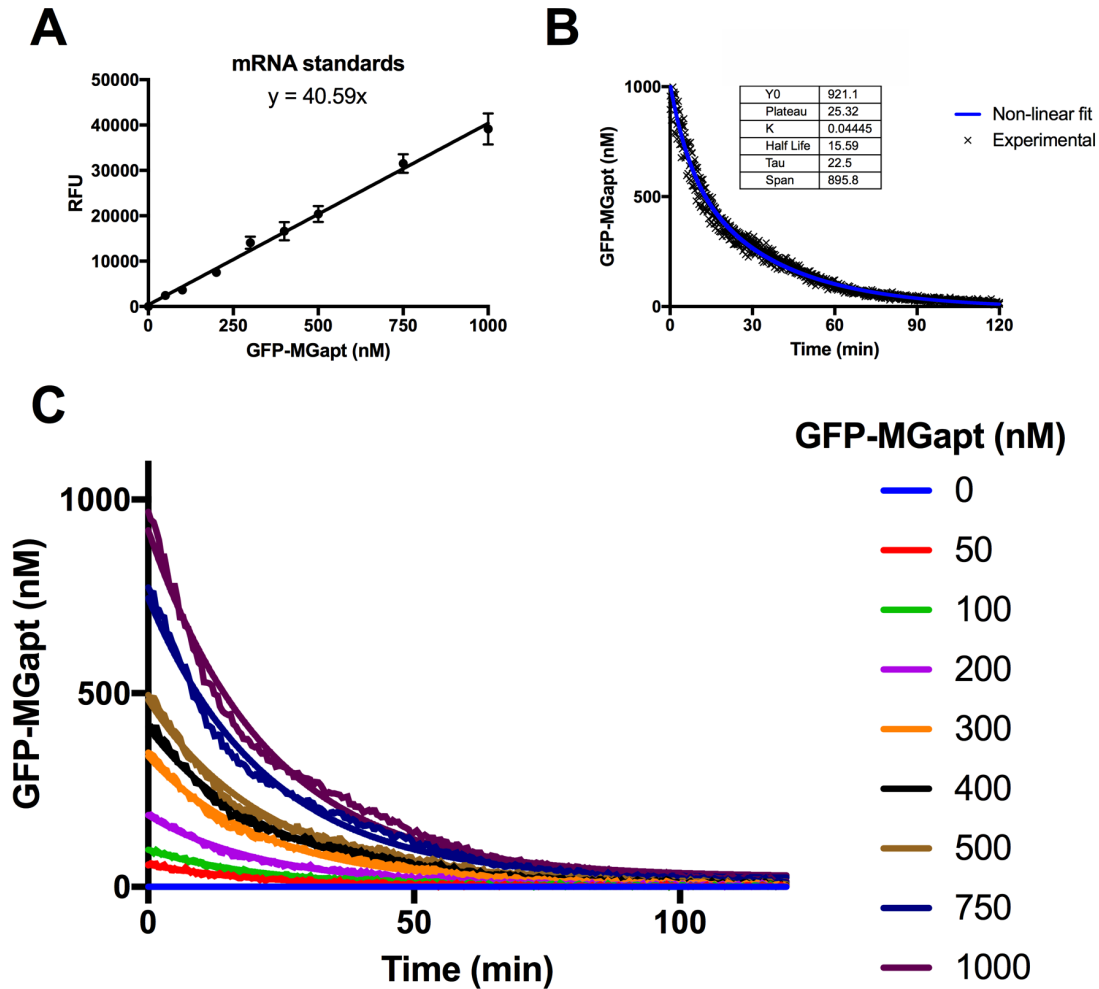 A
mRNA standards
y = 40.59x
50000
40000
30000
20000
10000
0
RFU
0
250
500
750
1000
GFP-MGapt (nM)
B
1000
500
0
GFP-MGapt (nM)
Y0 921.1
Plateau 25.32
K 0.04445
Half Life 15.59
Tau 22.5
Span 895.8
Non-linear fit
Experimental
0
30
60
90
120
Time (min)
C
1000
500
0
GFP-MGapt (nM)
0
50
100
Time (min)
GFP-MGapt (nM)
0
50
100
200
300
400
500
750
1000